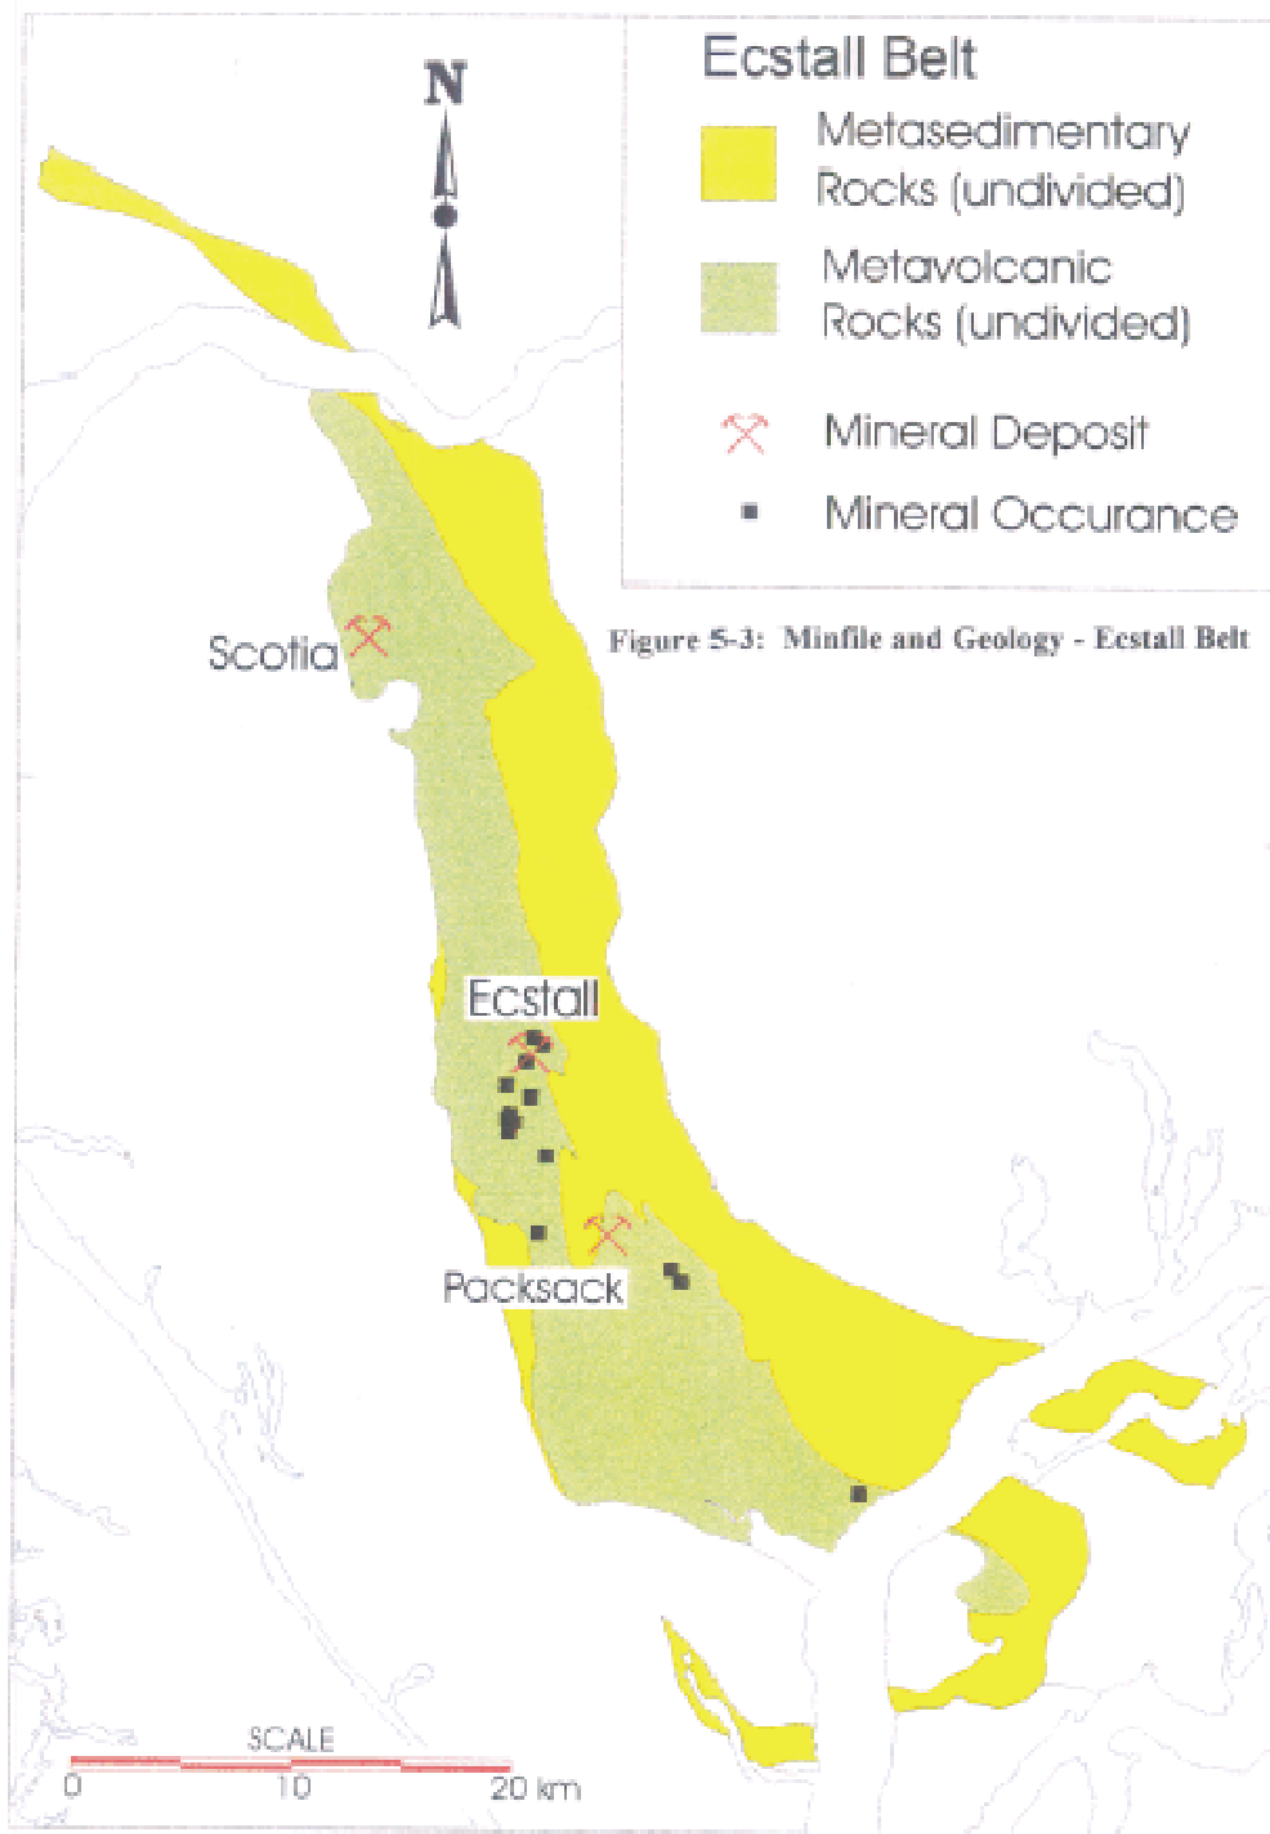 N
Ecstall Belt
Metasedimentary
Rocks (undivided)
Metavolcanic
Rocks (undivided)
Mineral Deposit
Mineral Occurance
Figure 5-3: Minfile and Geology - Ecstall Belt
Scotia
Ecstall
Packsack
SCALE
0 10 20 km